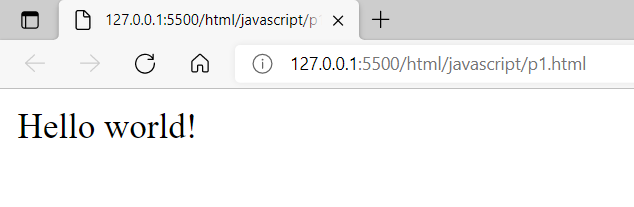 127.0.0.1:5500/html/javascript/p
127.0.0.1:5500/html/javascript/p1.html
Hello world!